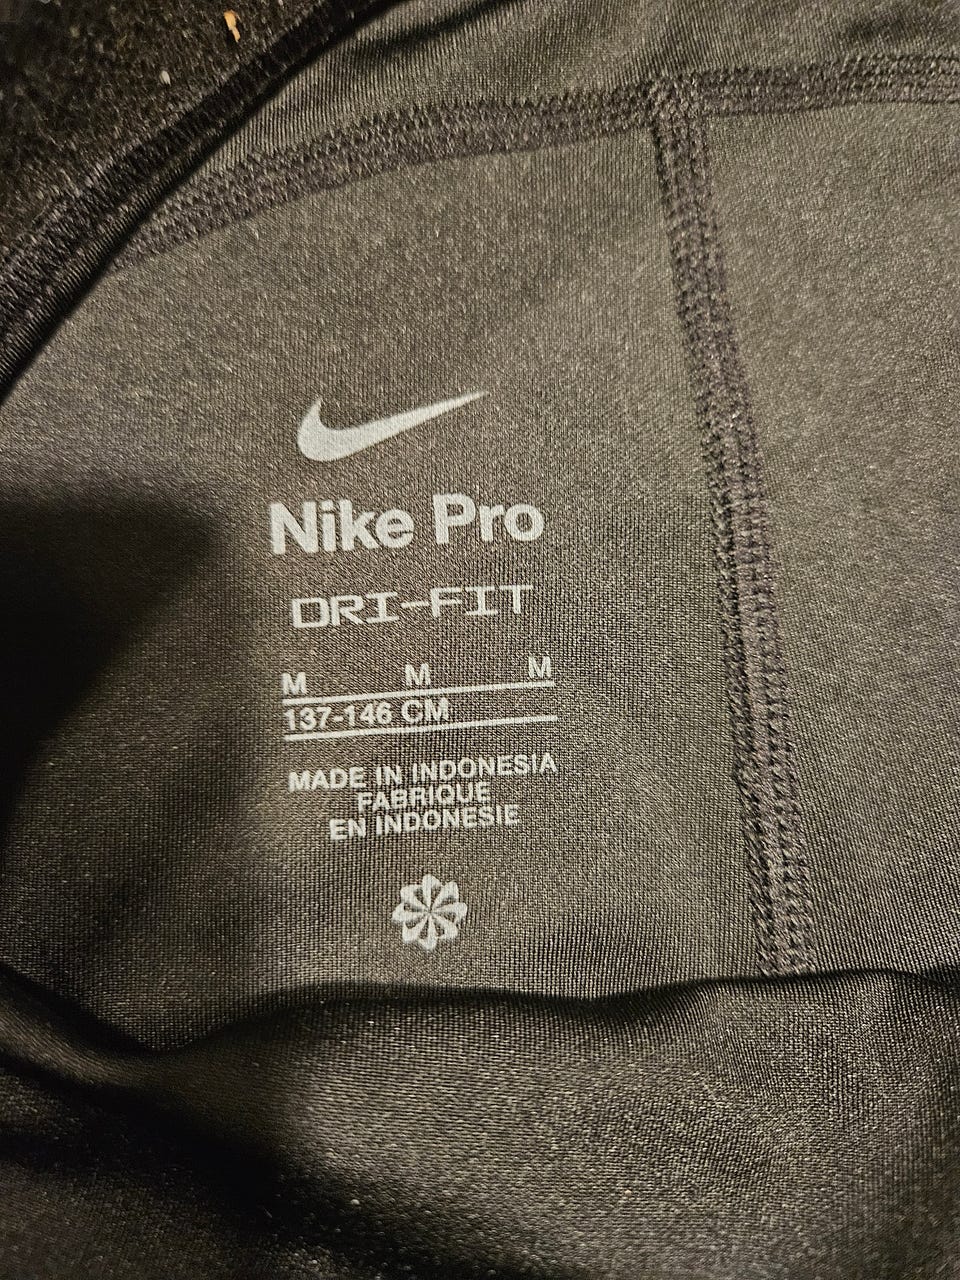 Nike Pro
DRI-FIT
M M M
137-146 CM
MADE IN INDONESIA
FABRIQUE
EN INDONESIE